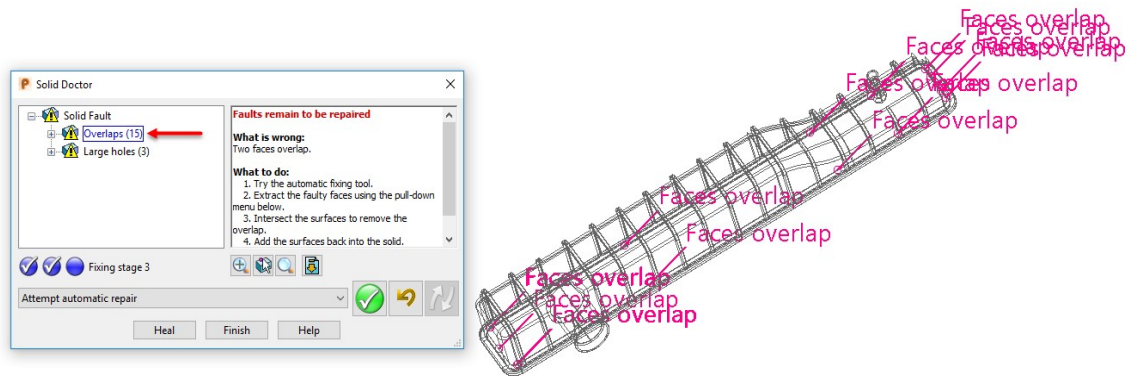 Solid Doctor
Solid Fault
Overlaps (15)
Large holes (3)
Faults remain to be repaired
What is wrong:
Two faces overlap.
What to do:
1. Try the automatic fixing tool.
2. Extract the faulty faces using the pull-down
menu below.
3. Intersect the surfaces to remove the
overlap.
4. Add the surfaces back into the solid.
Fixing stage 3
Attempt automatic repair
Heal
Finish
Help
Faces overlap
Faces overlap
Faces overlap
Faces overlap
Faces overlap
Faces overlap
Faces overlap
Faces overlap
Faces overlap
Faces overlap
Faces overlap
Faces overlap
Faces overlap